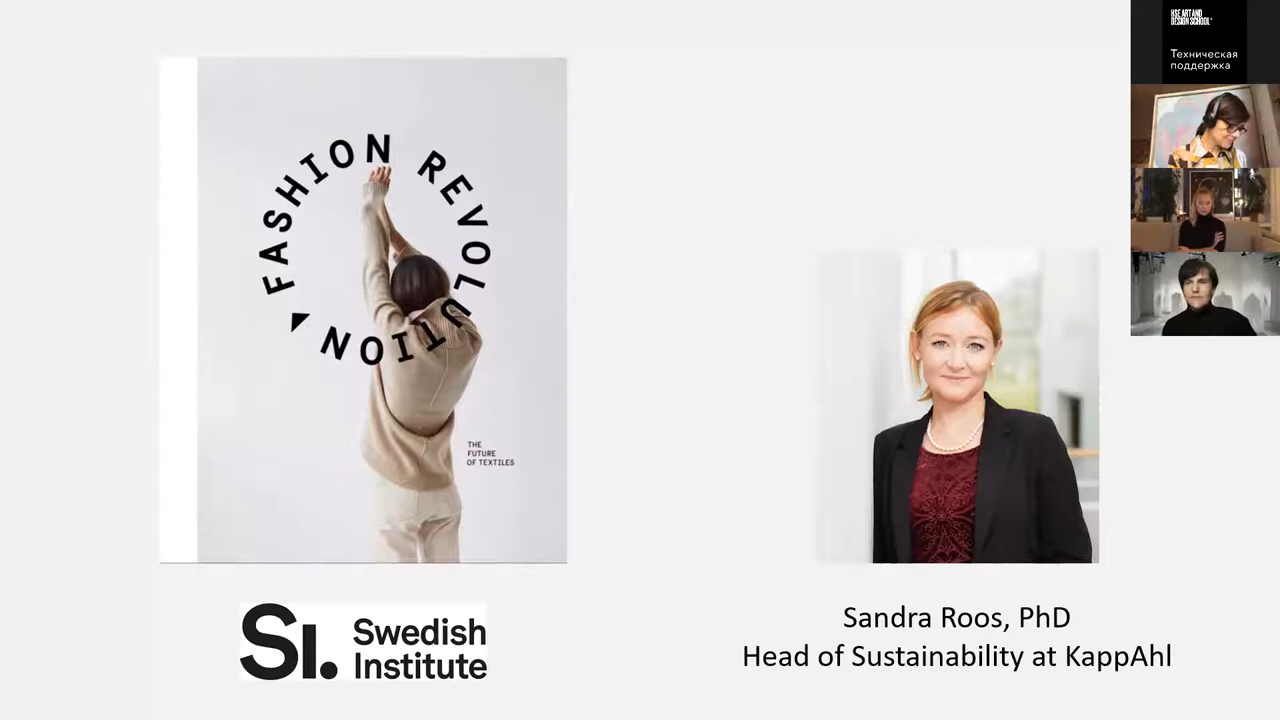 FASHION REVOLUTION
THE
FUTURE
OF TEXTILES
SI.
Swedish
Institute
Sandra Roos, PhD
Head of Sustainability at KappAhl
HSE ART AND
DESIGN SCHOOL
Техническая
поддержка